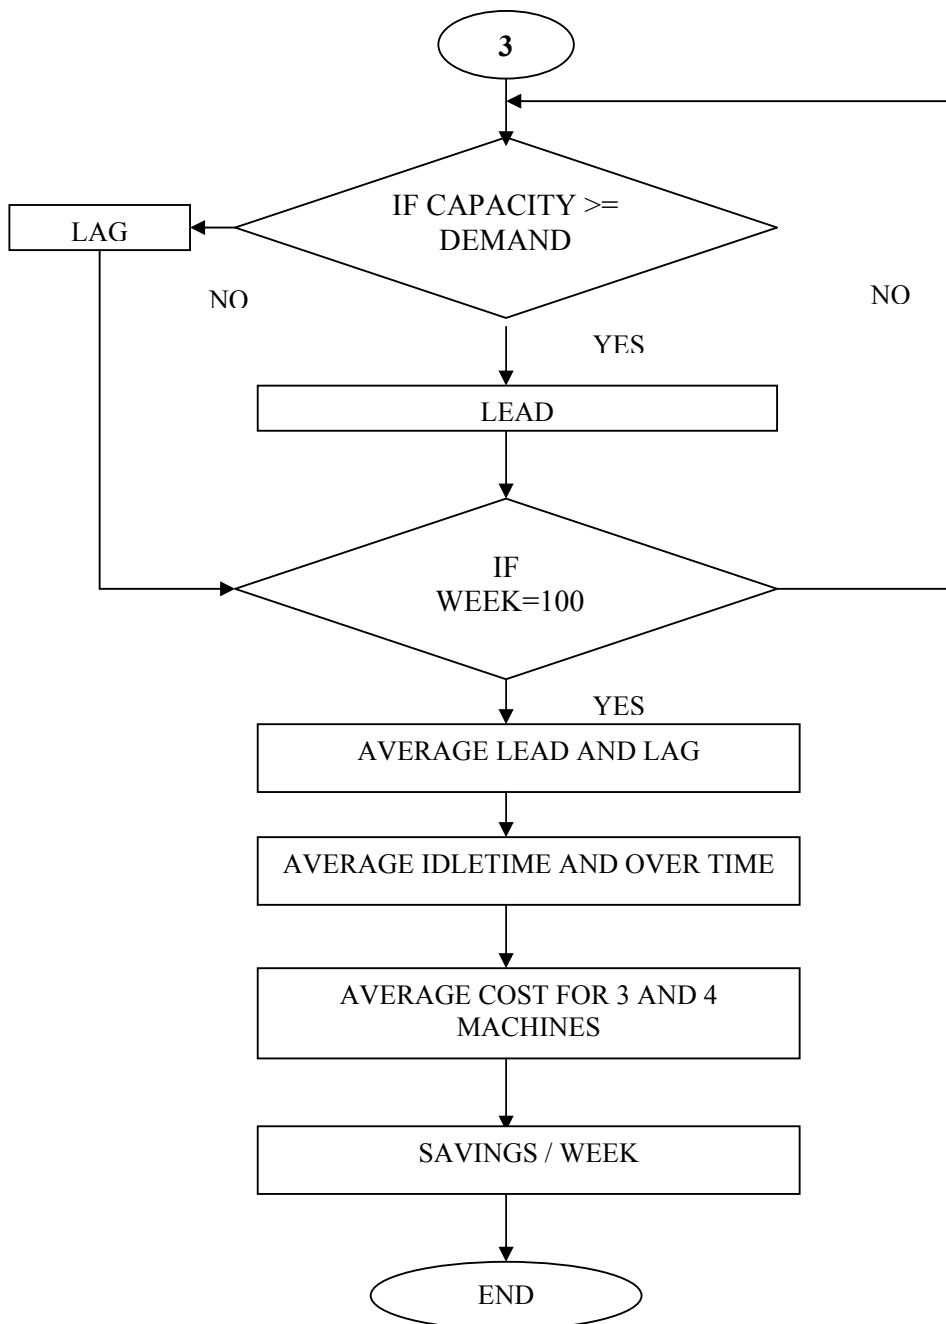 3
IF CAPACITY >=
DEMAND
LAG
NO
NO
YES
LEAD
IF
WEEK=100
YES
AVERAGE LEAD AND LAG
AVERAGE IDLETIME AND OVER TIME
AVERAGE COST FOR 3 AND 4
MACHINES
SAVINGS / WEEK
END